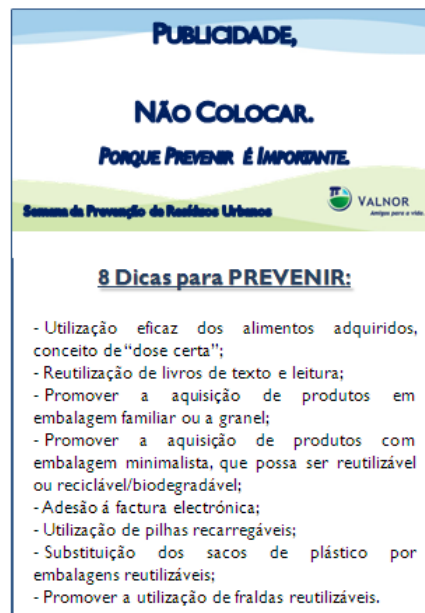 PUBLICIDADE,
NÃO COLOCAR.
PORQUE PREVENIR É IMPORTANTE.
Semana da Prevenção de Resíduos Urbanos
VALNOR
Amigos para a vida.
8 Dicas para PREVENIR:
- Utilização eficaz dos alimentos adquiridos,
conceito de “dose certa”;
- Reutilização de livros de texto e leitura;
- Promover a aquisição de produtos em
embalagem familiar ou a granel;
- Promover a aquisição de produtos com
embalagem minimalista, que possa ser reutilizável
ou reciclável/biodegradável;
- Adesão á factura electrónica;
- Utilização de pilhas recarregáveis;
- Substituição dos sacos de plástico por
embalagens reutilizáveis;
- Promover a utilização de fraldas reutilizáveis.